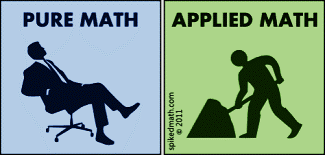 PURE MATH
APPLIED MATH
spikedmath.com
© 2011